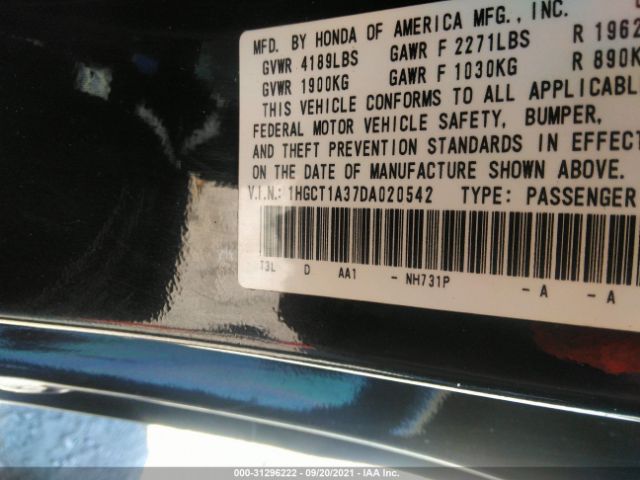 MFD. BY HONDA OF AMERICA MFG., INC.
GVWR 4189LBS GAWR F 2271LBS R 1962
GVWR 1900KG GAWR F 1030KG R 890K
THIS VEHICLE CONFORMS TO ALL APPLICABLE
FEDERAL MOTOR VEHICLE SAFETY, BUMPER,
AND THEFT PREVENTION STANDARDS IN EFFECT
ON THE DATE OF MANUFACTURE SHOWN ABOVE.
V.I.N.: 1HGCT1A37DA020542 TYPE: PASSENGER
T3L D AA1 - NH731P - A - A
000-31296222 / 09/20/2021 - IAA Inc.